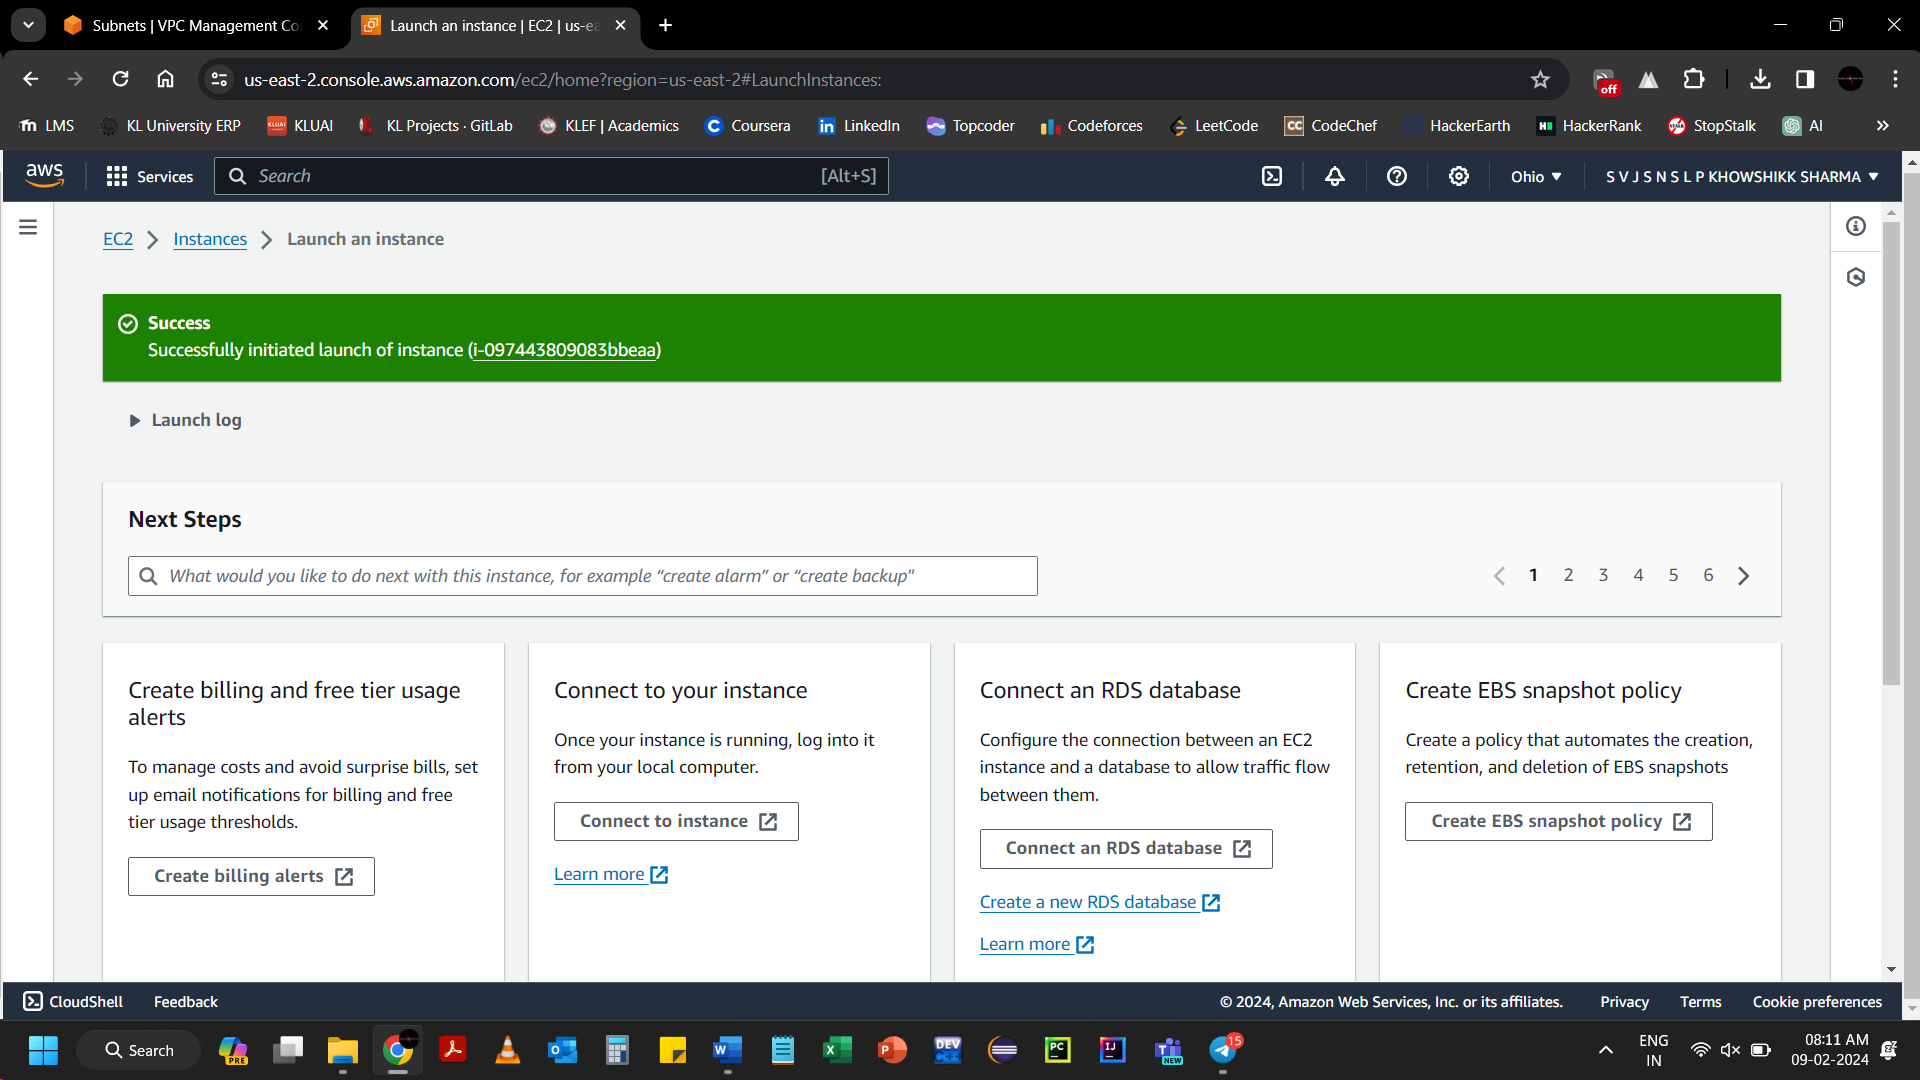 Subnets | VPC Management Co
Launch an instance | EC2 | us-ea
us-east-2.console.aws.amazon.com/ec2/home?region=us-east-2#LaunchInstances:
off
LMS
KL University ERP
KLUAI
KLUAI
KL Projects · GitLab
KLEF | Academics
Coursera
LinkedIn
Topcoder
Codeforces
LeetCode
CC
CodeChef
HackerEarth
HackerRank
StopStalk
AI
aws
Services
Search
[Alt+S]
Ohio
S V J S N S L P KHOWSHIKK SHARMA
EC2
Instances
Launch an instance
Success
Successfully initiated launch of instance (i-097443809083bbeaa)
Launch log
Next Steps
What would you like to do next with this instance, for example “create alarm” or “create backup"
1 2 3 4 5 6
Create billing and free tier usage
alerts
To manage costs and avoid surprise bills, set
up email notifications for billing and free
tier usage thresholds.
Create billing alerts
Connect to your instance
Once your instance is running, log into it
from your local computer.
Connect to instance
Learn more
Connect an RDS database
Configure the connection between an EC2
instance and a database to allow traffic flow
between them.
Connect an RDS database
Create a new RDS database
Learn more
Create EBS snapshot policy
Create a policy that automates the creation,
retention, and deletion of EBS snapshots
Create EBS snapshot policy
CloudShell
Feedback
© 2024, Amazon Web Services, Inc. or its affiliates.
Privacy
Terms
Cookie preferences
Search
PRE
DEV
PC
IJ
NEW
15
ENG
IN
08:11 AM
09-02-2024